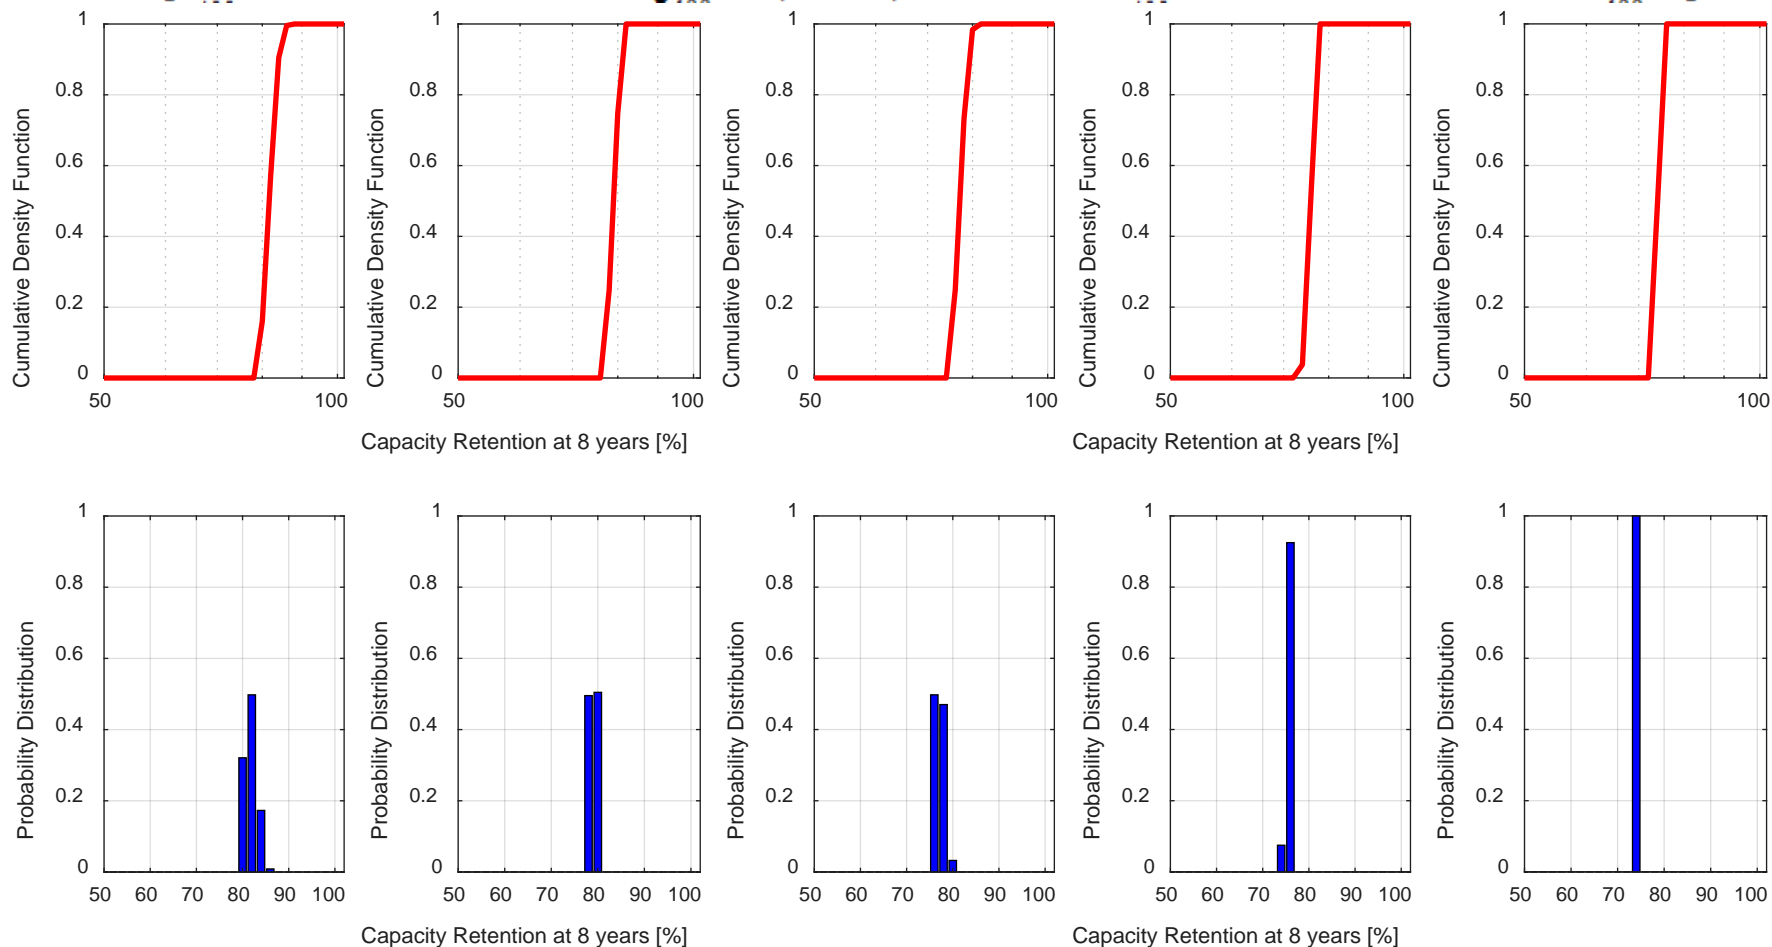 1 1 1 1 1
0.8 0.8 0.8 0.8 0.8
0.6 0.6 0.6 0.6 0.6
0.4 0.4 0.4 0.4 0.4
0.2 0.2 0.2 0.2 0.2
0 0 0 0 0
Cumulative Density Function
Cumulative Density Function
Cumulative Density Function
Cumulative Density Function
Cumulative Density Function
50 100 50 100 50 100 50 100 50 100
Capacity Retention at 8 years [%] Capacity Retention at 8 years [%]
1 1 1 1 1
0.8 0.8 0.8 0.8 0.8
0.6 0.6 0.6 0.6 0.6
0.4 0.4 0.4 0.4 0.4
0.2 0.2 0.2 0.2 0.2
0 0 0 0 0
Probability Distribution
Probability Distribution
Probability Distribution
Probability Distribution
Probability Distribution
50 60 70 80 90 100 50 60 70 80 90 100 50 60 70 80 90 100 50 60 70 80 90 100 50 60 70 80 90 100
Capacity Retention at 8 years [%] Capacity Retention at 8 years [%]